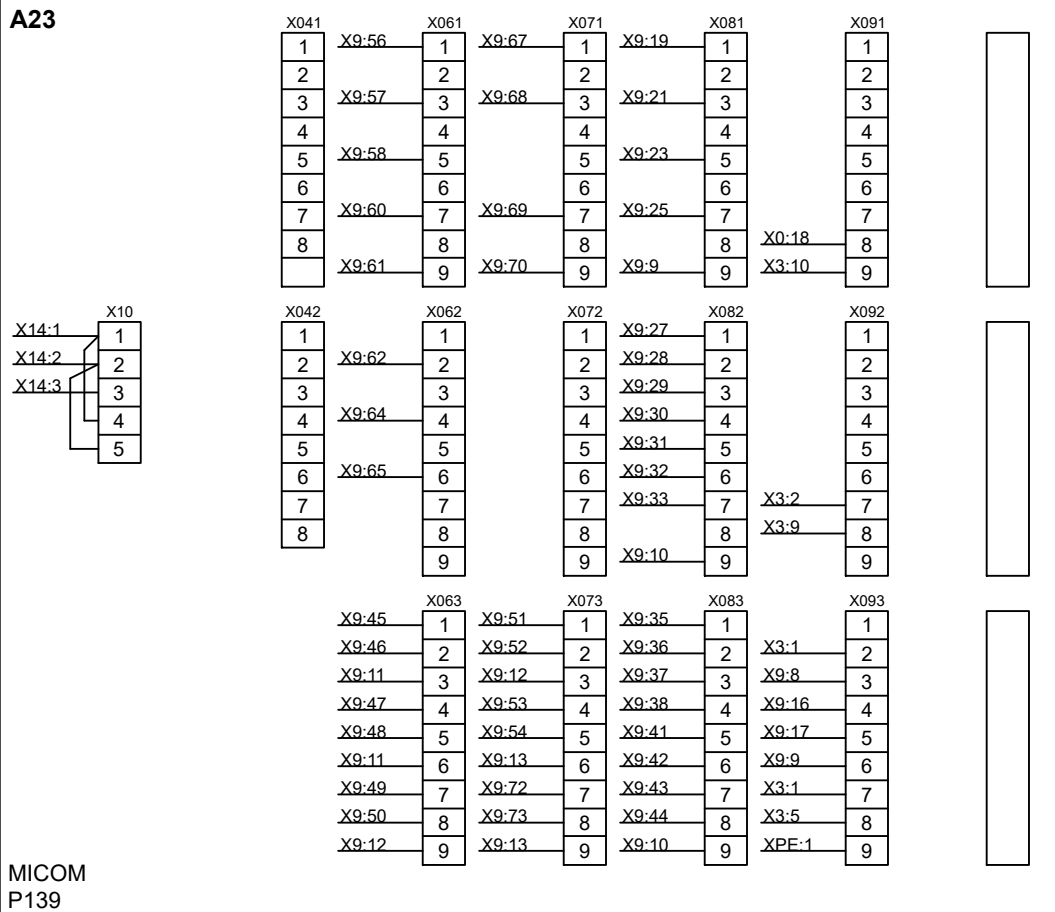 A23
X041 X061 X071 X081 X091
1 X9:56 1 X9:67 1 X9:19 1 1
2 2 2 2 2
3 X9:57 3 X9:68 3 X9:21 3 3
4 4 4 4 4
5 X9:58 5 5 X9:23 5 5
6 6 6 6 6
7 X9:60 7 X9:69 7 X9:25 7 7
8 8 8 8 X0:18 8
X9:61 9 X9:70 9 X9:9 9 X3:10 9
X10 X042 X062 X072 X082 X092
X14:1 1 1 1 1 X9:27 1 1
X14:2 2 2 X9:62 2 2 X9:28 2 2
X14:3 3 3 3 3 X9:29 3 3
4 4 X9:64 4 4 X9:30 4 4
5 5 5 5 X9:31 5 5
6 X9:65 6 6 X9:32 6 6
7 7 7 X9:33 7 X3:2 7
8 8 8 8 X3:9 8
9 9 X9:10 9 9
X063 X073 X083 X093
X9:45 1 X9:51 1 X9:35 1 1
X9:46 2 X9:52 2 X9:36 2 X3:1 2
X9:11 3 X9:12 3 X9:37 3 X9:8 3
X9:47 4 X9:53 4 X9:38 4 X9:16 4
X9:48 5 X9:54 5 X9:41 5 X9:17 5
X9:11 6 X9:13 6 X9:42 6 X9:9 6
X9:49 7 X9:72 7 X9:43 7 X3:1 7
X9:50 8 X9:73 8 X9:44 8 X3:5 8
X9:12 9 X9:13 9 X9:10 9 XPE:1 9
MICOM
P139